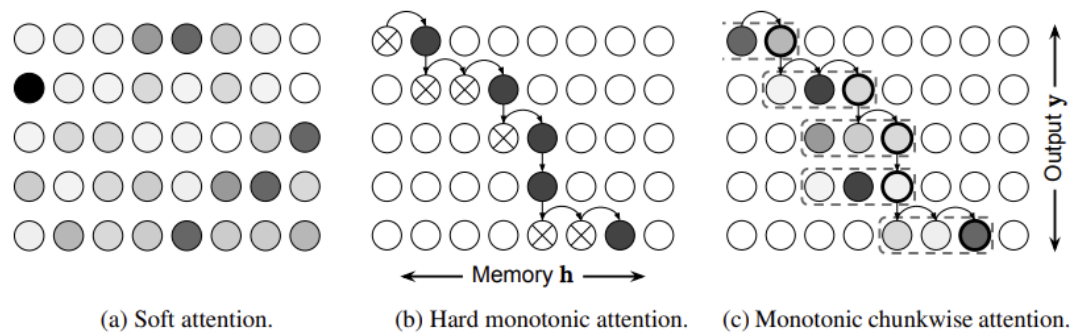 Output y
Memory h
(a) Soft attention.
(b) Hard monotonic attention.
(c) Monotonic chunkwise attention.